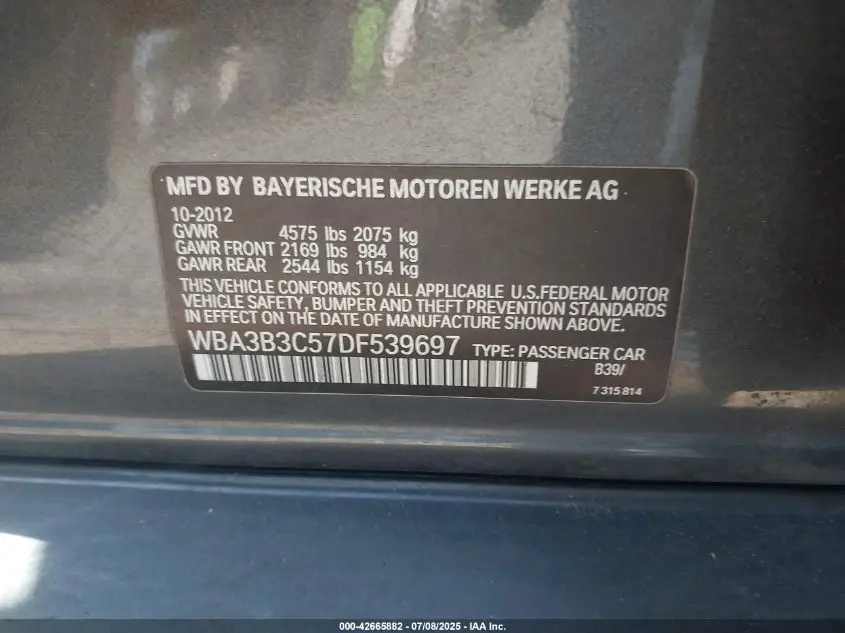 MFD BY BAYERISCHE MOTOREN WERKE AG
10-2012
GVWR 4575 lbs 2075 kg
GAWR FRONT 2169 lbs 984 kg
GAWR REAR 2544 lbs 1154 kg
THIS VEHICLE CONFORMS TO ALL APPLICABLE U.S.FEDERAL MOTOR
VEHICLE SAFETY, BUMPER AND THEFT PREVENTION STANDARDS
IN EFFECT ON THE DATE OF MANUFACTURE SHOWN ABOVE.
WBA3B3C57DF539697 TYPE: PASSENGER CAR
B39/
7 315 814
000-42665882 / 07/08/2025 - IAA Inc.